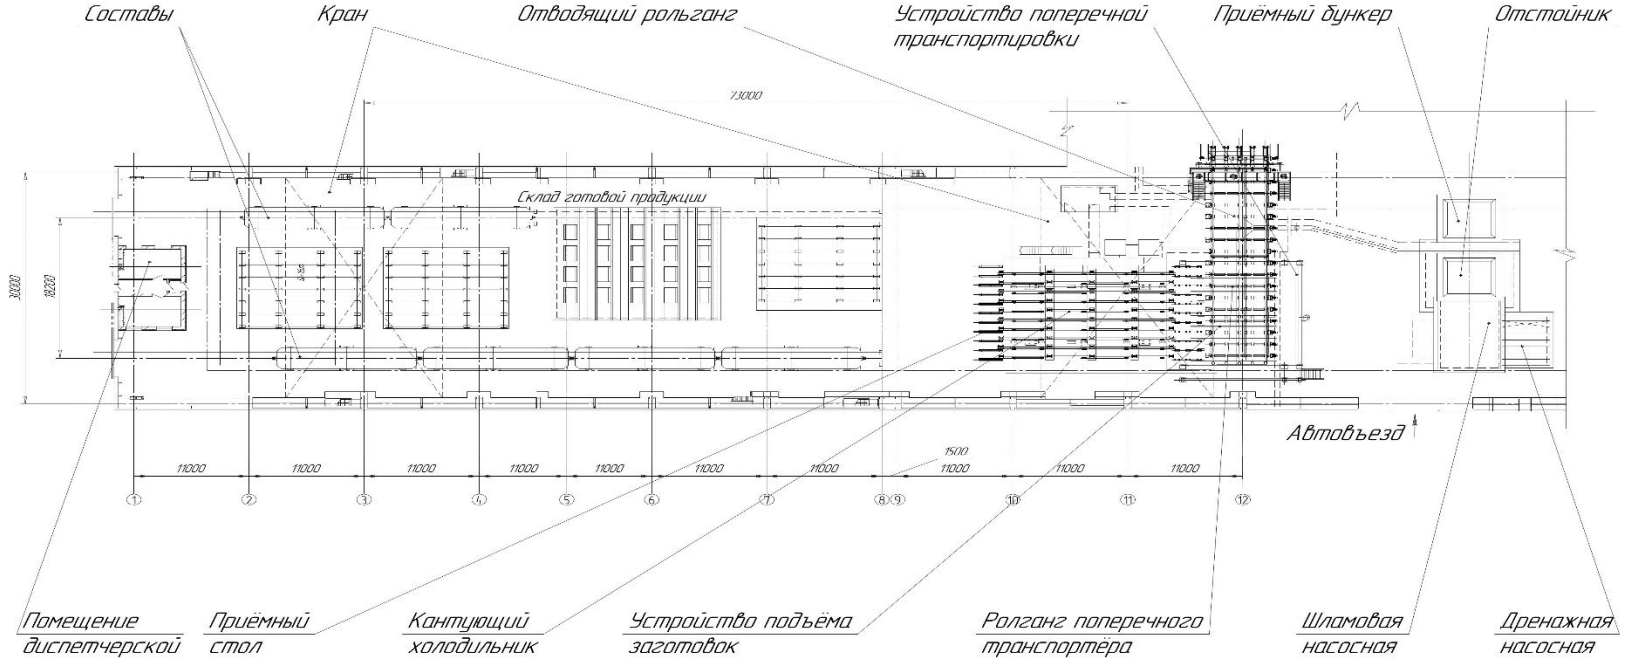 Составы
Кран
Отводящий рольганг
Устройство поперечной
транспортировки
Приёмный бункер
Отстойник
73000
Склад готовой продукции
30000
18200
Автовъезд
1500
11000
11000
11000
11000
11000
11000
11000
11000
11000
11000
1
2
3
4
5
6
7
8
9
10
11
12
Помещение
диспетчерской
Приёмный
стол
Кантующий
холодильник
Устройство подъёма
заготовок
Ролганг поперечного
транспортёра
Шламовая
насосная
Дренажная
насосная